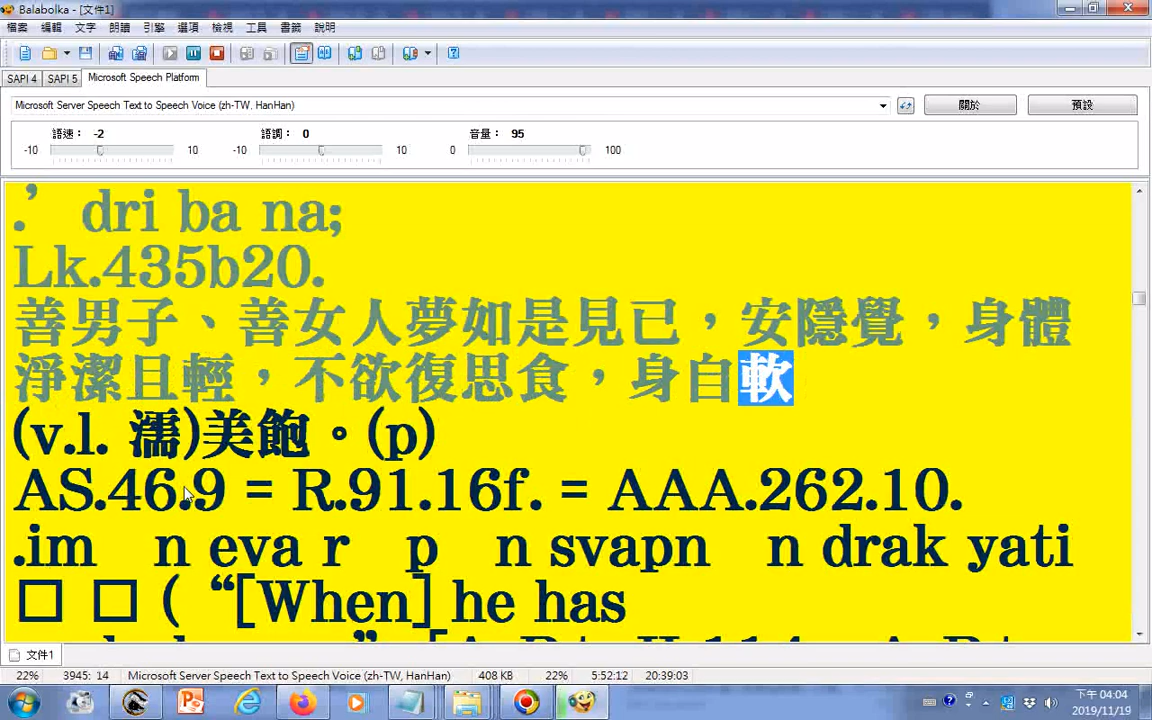 Balabolka - [文件1]
檔案 編輯 文字 朗讀 引擎 選項 檢視 工具 書籤 說明
SAPI 4 SAPI 5 Microsoft Speech Platform
Microsoft Server Speech Text to Speech Voice (zh-TW, HanHan) 關於 預設
語速： -2 語調： 0 音量： 95
-10 10 -10 10 0 100
.’ dri ba na;
Lk.435b20.
善男子、善女人夢如是見已，安隱覺，身體
淨潔且輕，不欲復思食，身自軟
(v.l. 濡)美飽。(p)
AS.46.9 = R.91.16f. = AAA.262.10.
.im n eva r p n svapn n drak yati
□ □ ( “[When] he has
文件1
22% 3945: 14 Microsoft Server Speech Text to Speech Voice (zh-TW, HanHan) 408 KB 22% 5:52:12 20:39:03
下午 04:04
2019/11/19